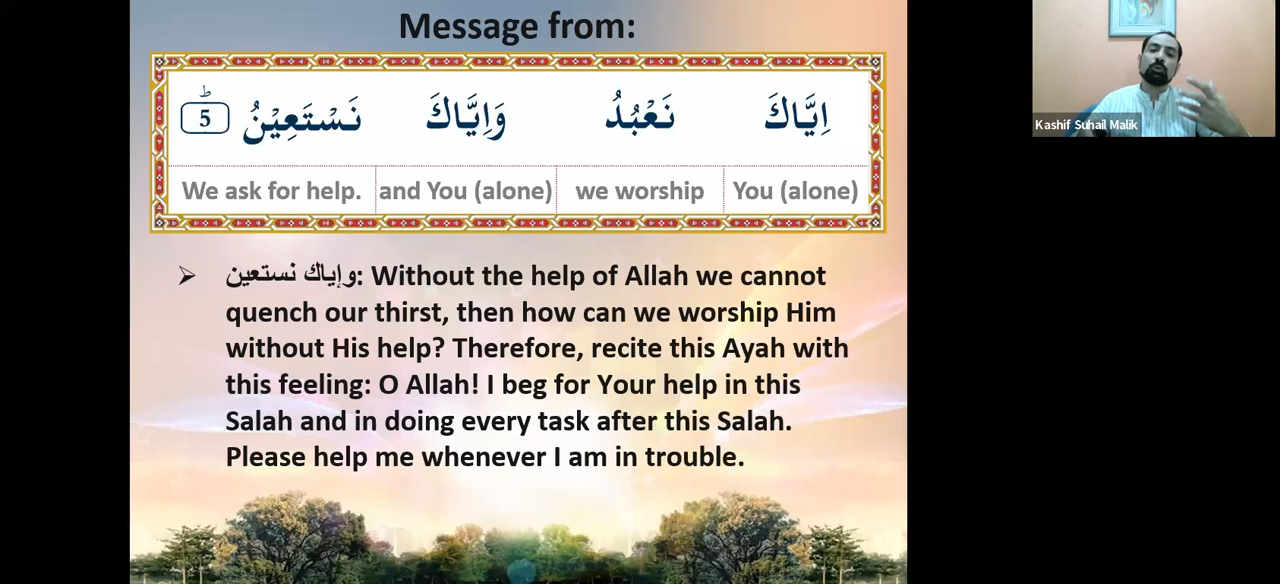 Message from:
اِيَّاكَ نَعْبُدُ وَاِيَّاكَ نَسْتَعِيْنُ ؕ 5
We ask for help. and You (alone) we worship You (alone)
➢ وإياك نستعين: Without the help of Allah we cannot
quench our thirst, then how can we worship Him
without His help? Therefore, recite this Ayah with
this feeling: O Allah! I beg for Your help in this
Salah and in doing every task after this Salah.
Please help me whenever I am in trouble.
Kashif Suhail Malik